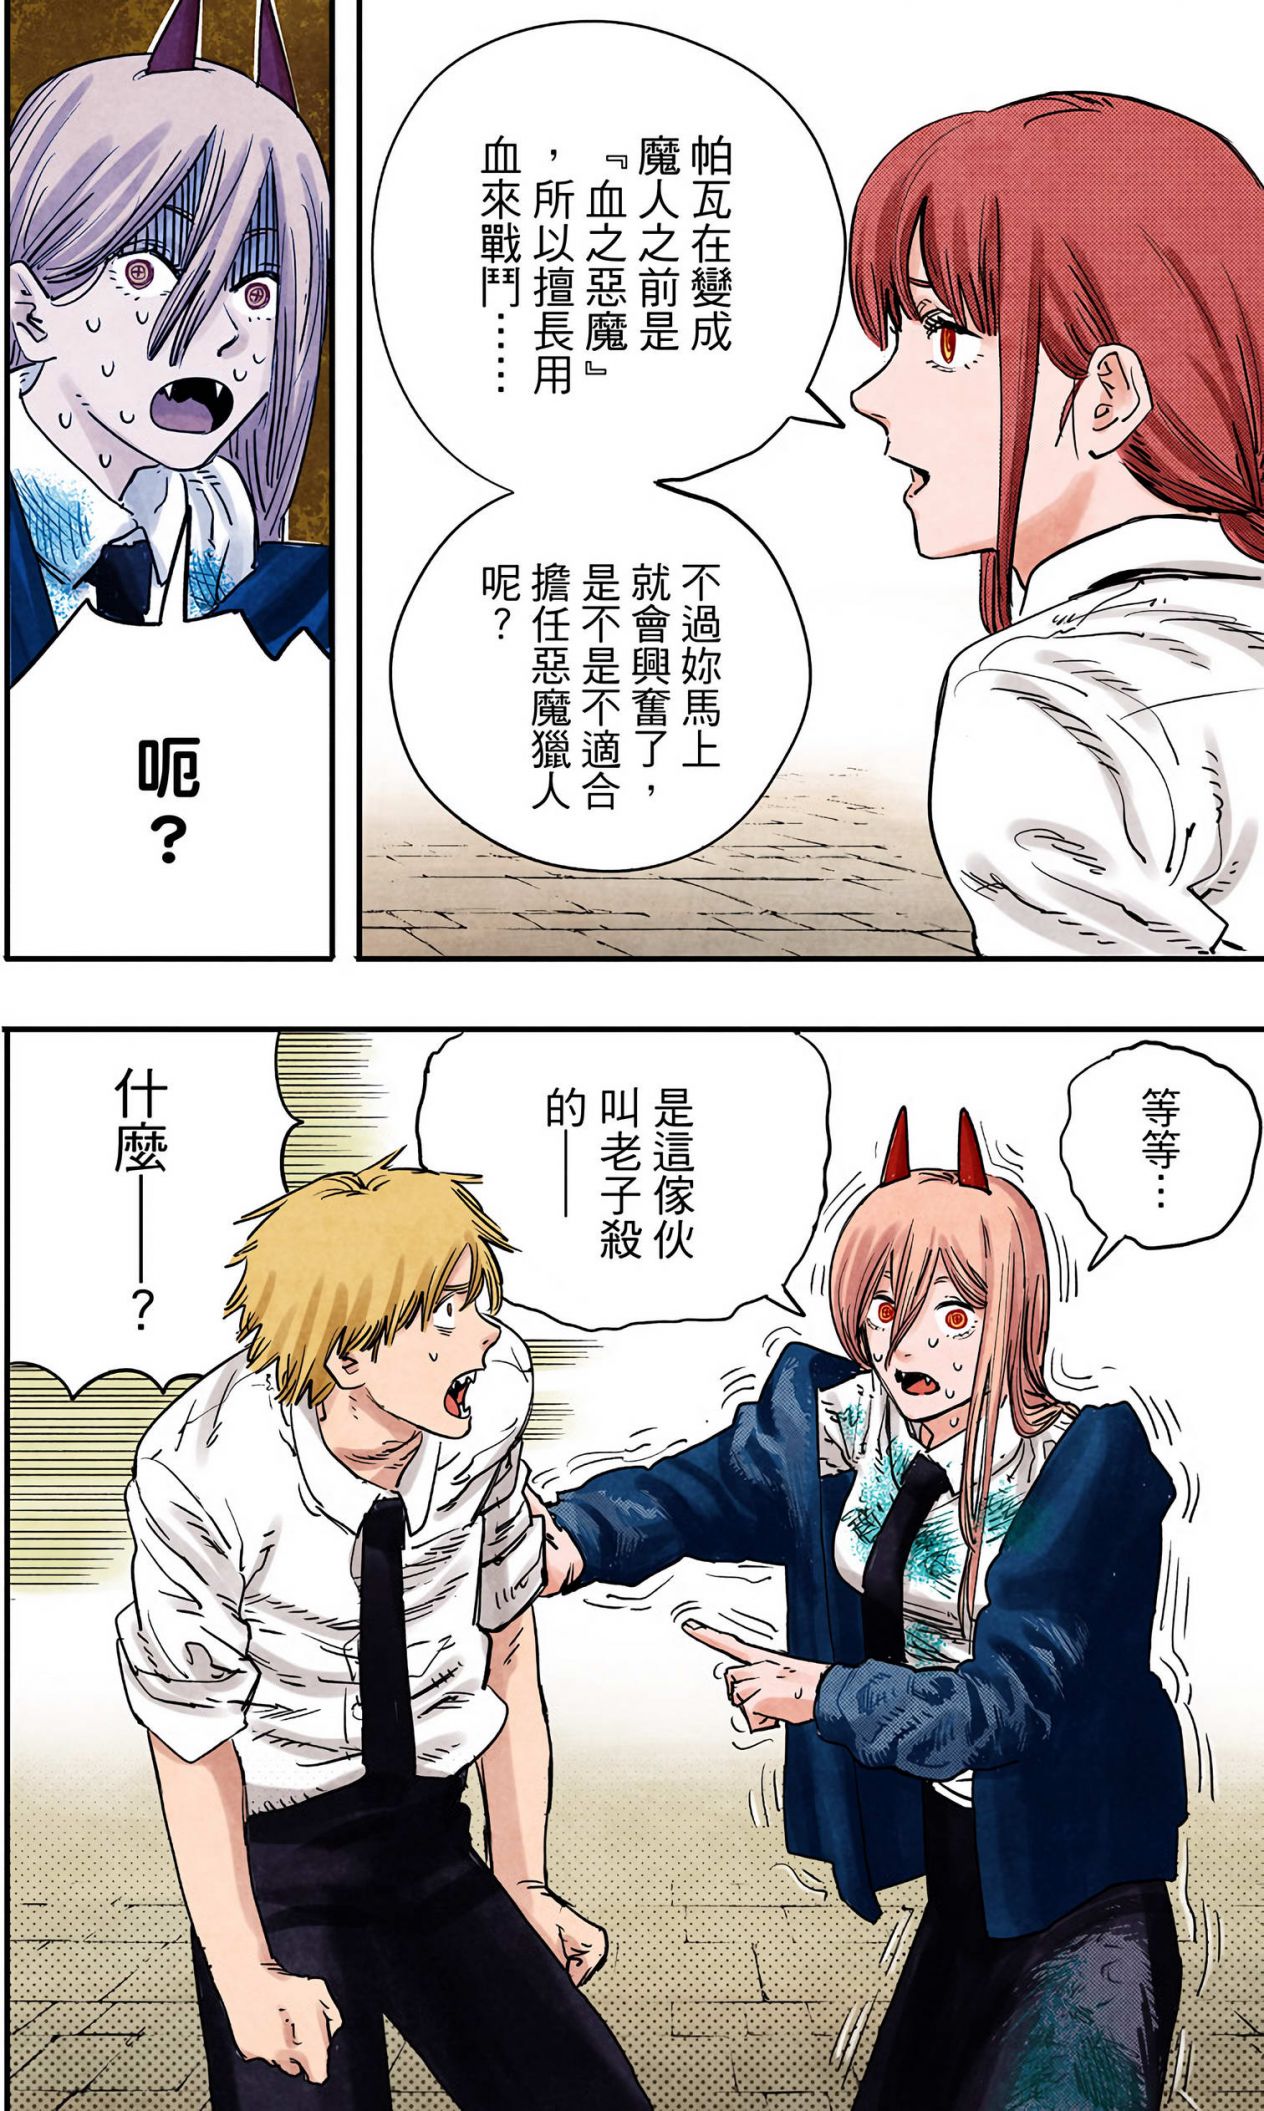 帕瓦在變成
魔人之前是
『血之惡魔』
，所以擅長用
血來戰鬥……
不過妳馬上
就會興奮了，
是不是不適合
擔任惡魔獵人
呢？
呃？
等等…
是這傢伙
叫老子殺
的——
什麼——？